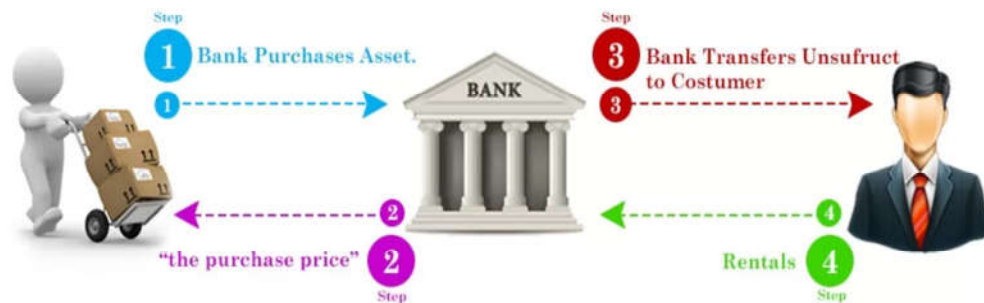 Step
1
Bank Purchases Asset.
1
BANK
Step
3
Bank Transfers Unsufruct
to Costumer
3
2
“the purchase price”
2
Step
4
Rentals
4
Step